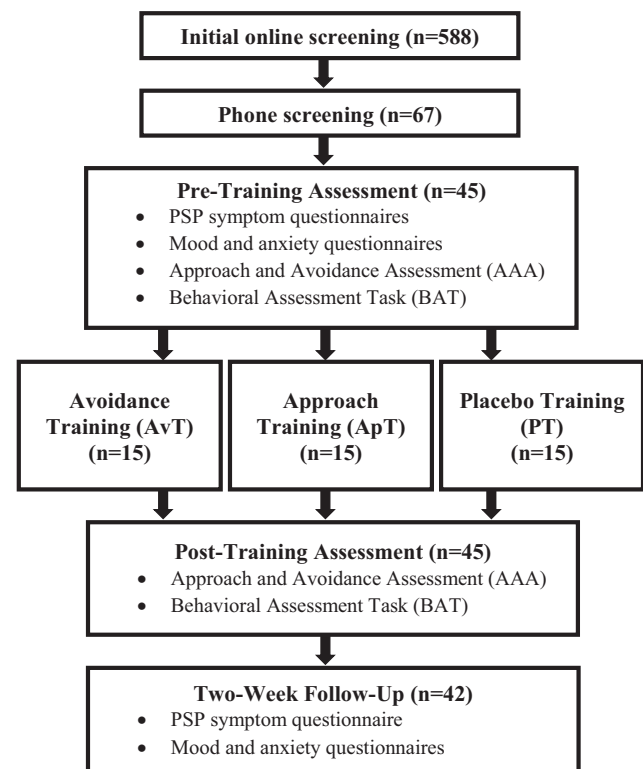 Initial online screening (n=588)
Phone screening (n=67)
Pre-Training Assessment (n=45)
• PSP symptom questionnaires
• Mood and anxiety questionnaires
• Approach and Avoidance Assessment (AAA)
• Behavioral Assessment Task (BAT)
Avoidance
Training (AvT)
(n=15)
Approach
Training (ApT)
(n=15)
Placebo Training
(PT)
(n=15)
Post-Training Assessment (n=45)
• Approach and Avoidance Assessment (AAA)
• Behavioral Assessment Task (BAT)
Two-Week Follow-Up (n=42)
• PSP symptom questionnaire
• Mood and anxiety questionnaires